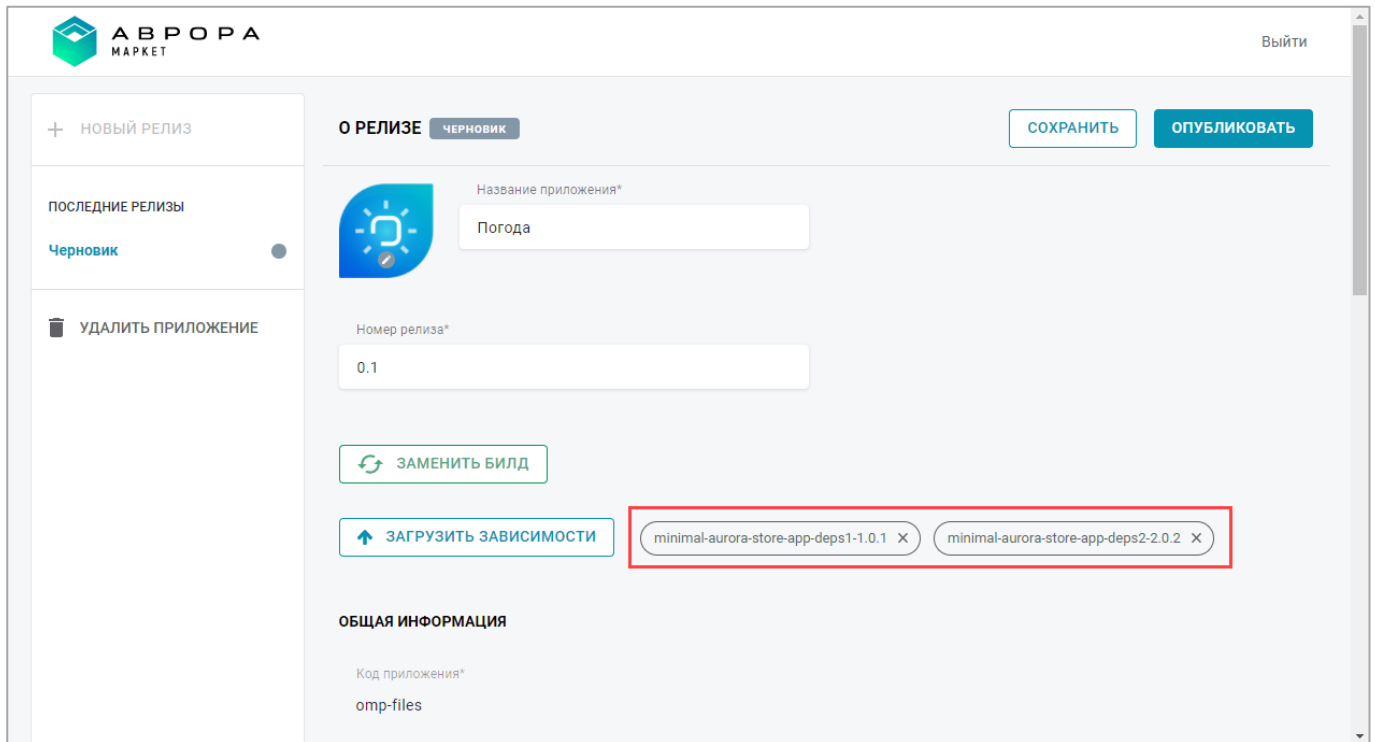 АВРОРА
МАРКЕТ
Выйти
НОВЫЙ РЕЛИЗ
ПОСЛЕДНИЕ РЕЛИЗЫ
Черновик
УДАЛИТЬ ПРИЛОЖЕНИЕ
О РЕЛИЗЕ ЧЕРНОВИК
СОХРАНИТЬ ОПУБЛИКОВАТЬ
Название приложения*
Погода
Номер релиза*
0.1
ЗАМЕНИТЬ БИЛД
ЗАГРУЗИТЬ ЗАВИСИМОСТИ minimal-aurora-store-app-deps1-1.0.1 minimal-aurora-store-app-deps2-2.0.2
ОБЩАЯ ИНФОРМАЦИЯ
Код приложения*
omp-files